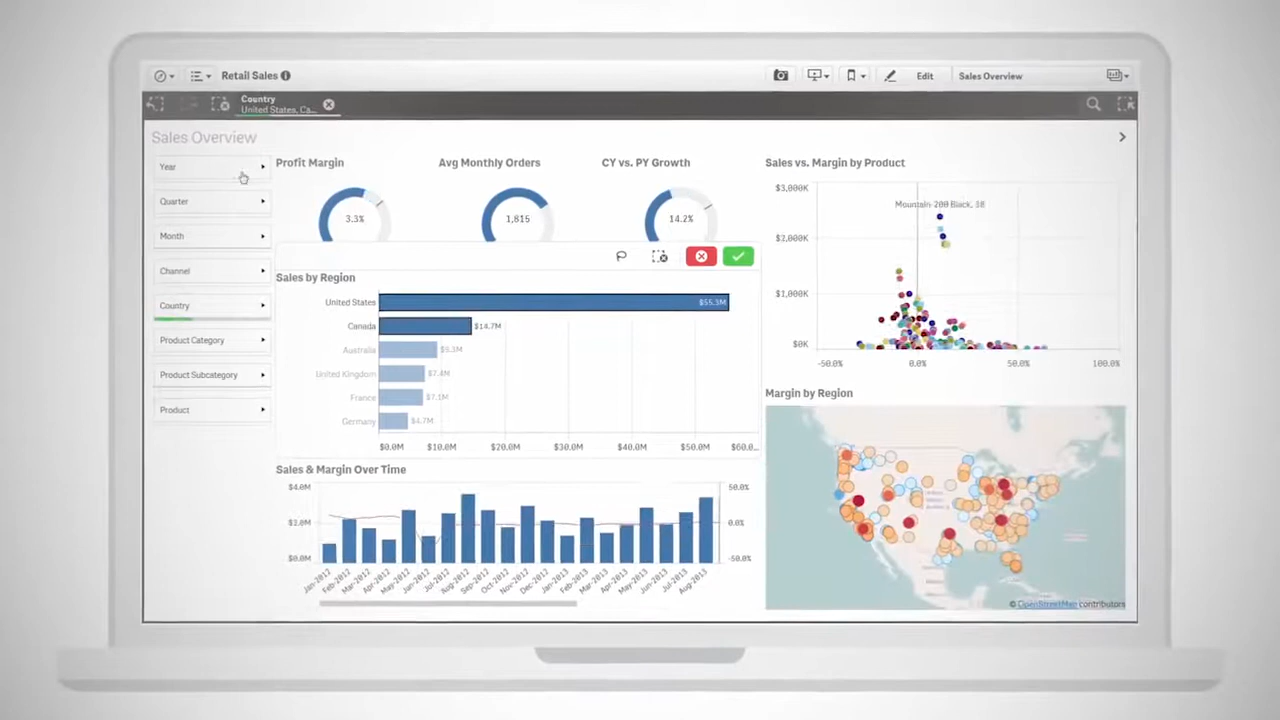 Retail Sales
Edit
Sales Overview
Country
United States, Ca...
Sales Overview
Year
Quarter
Month
Channel
Country
Product Category
Product Subcategory
Product
Profit Margin
3.3%
Avg Monthly Orders
1,815
CY vs. PY Growth
14.2%
Sales by Region
United States
$55.3M
Canada
$14.7M
Australia
United Kingdom
France
$7.1M
Germany
$4.7M
$0.0M $10.0M $20.0M $30.0M $40.0M $50.0M $60.0...
Sales & Margin Over Time
$4.0M
$2.0M
$0.0M
50.0%
0.0%
-50.0%
Jan-2012 Feb-2012 Mar-2012 Apr-2012 May-2012 Jun-2012 Jul-2012 Aug-2012 Sep-2012 Oct-2012 Nov-2012 Dec-2012 Jan-2013 Feb-2013 Mar-2013 Apr-2013 May-2013 Jun-2013 Jul-2013 Aug-2013
Sales vs. Margin by Product
$3,000K
$2,000K
$1,000K
$0K
Mountain-200 Black, 38
-50.0% 0.0% 50.0% 100.0%
Margin by Region
© OpenStreetMap contributors